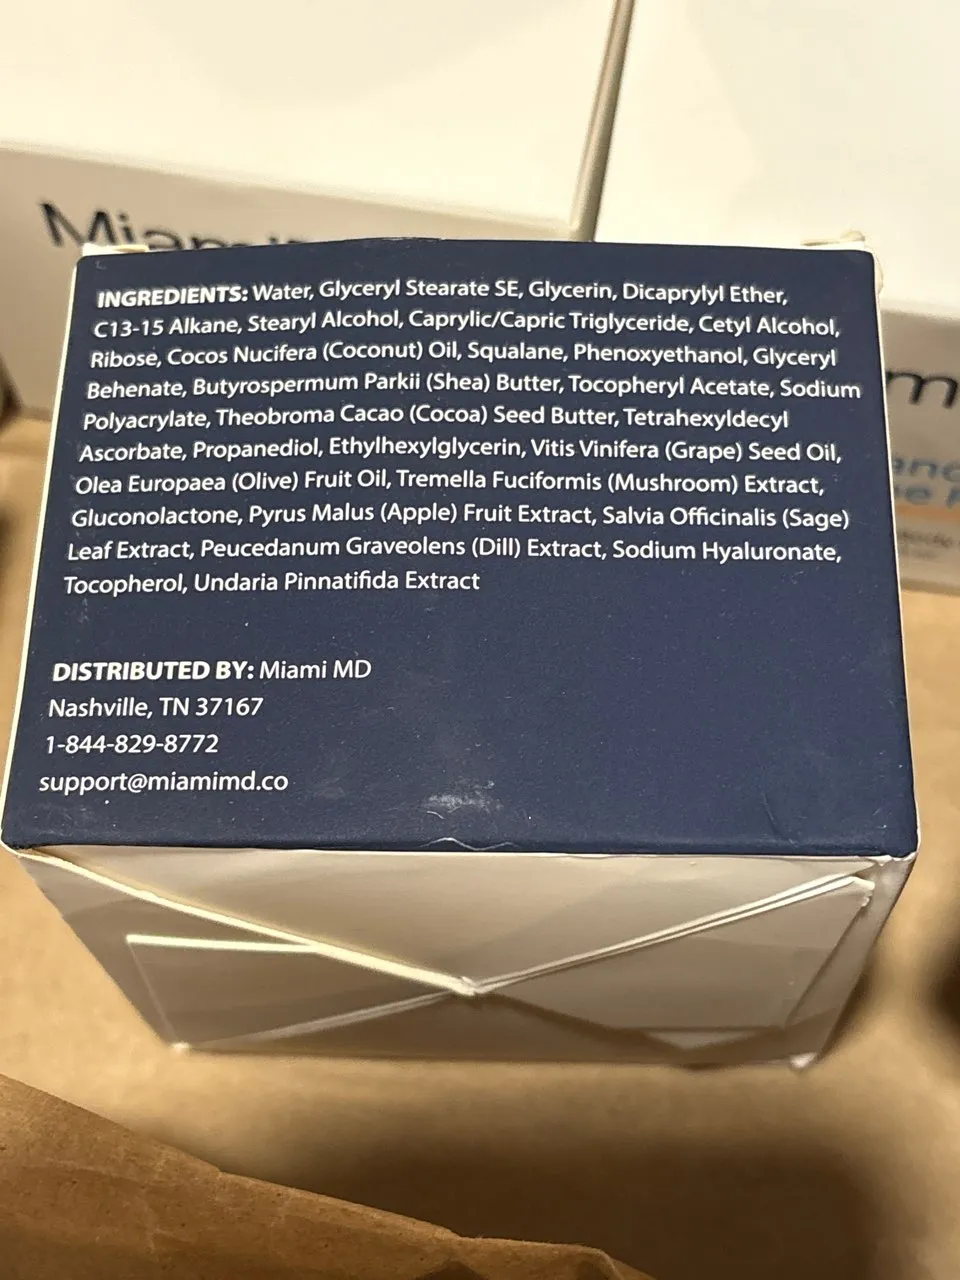 INGREDIENTS: Water, Glyceryl Stearate SE, Glycerin, Dicaprylyl Ether,
C13-15 Alkane, Stearyl Alcohol, Caprylic/Capric Triglyceride, Cetyl Alcohol,
Ribose, Cocos Nucifera (Coconut) Oil, Squalane, Phenoxyethanol, Glyceryl
Behenate, Butyrospermum Parkii (Shea) Butter, Tocopheryl Acetate, Sodium
Polyacrylate, Theobroma Cacao (Cocoa) Seed Butter, Tetrahexyldecyl
Ascorbate, Propanediol, Ethylhexylglycerin, Vitis Vinifera (Grape) Seed Oil,
Olea Europaea (Olive) Fruit Oil, Tremella Fuciformis (Mushroom) Extract,
Gluconolactone, Pyrus Malus (Apple) Fruit Extract, Salvia Officinalis (Sage)
Leaf Extract, Peucedanum Graveolens (Dill) Extract, Sodium Hyaluronate,
Tocopherol, Undaria Pinnatifida Extract
DISTRIBUTED BY: Miami MD
Nashville, TN 37167
1-844-829-8772
support@miamimd.co